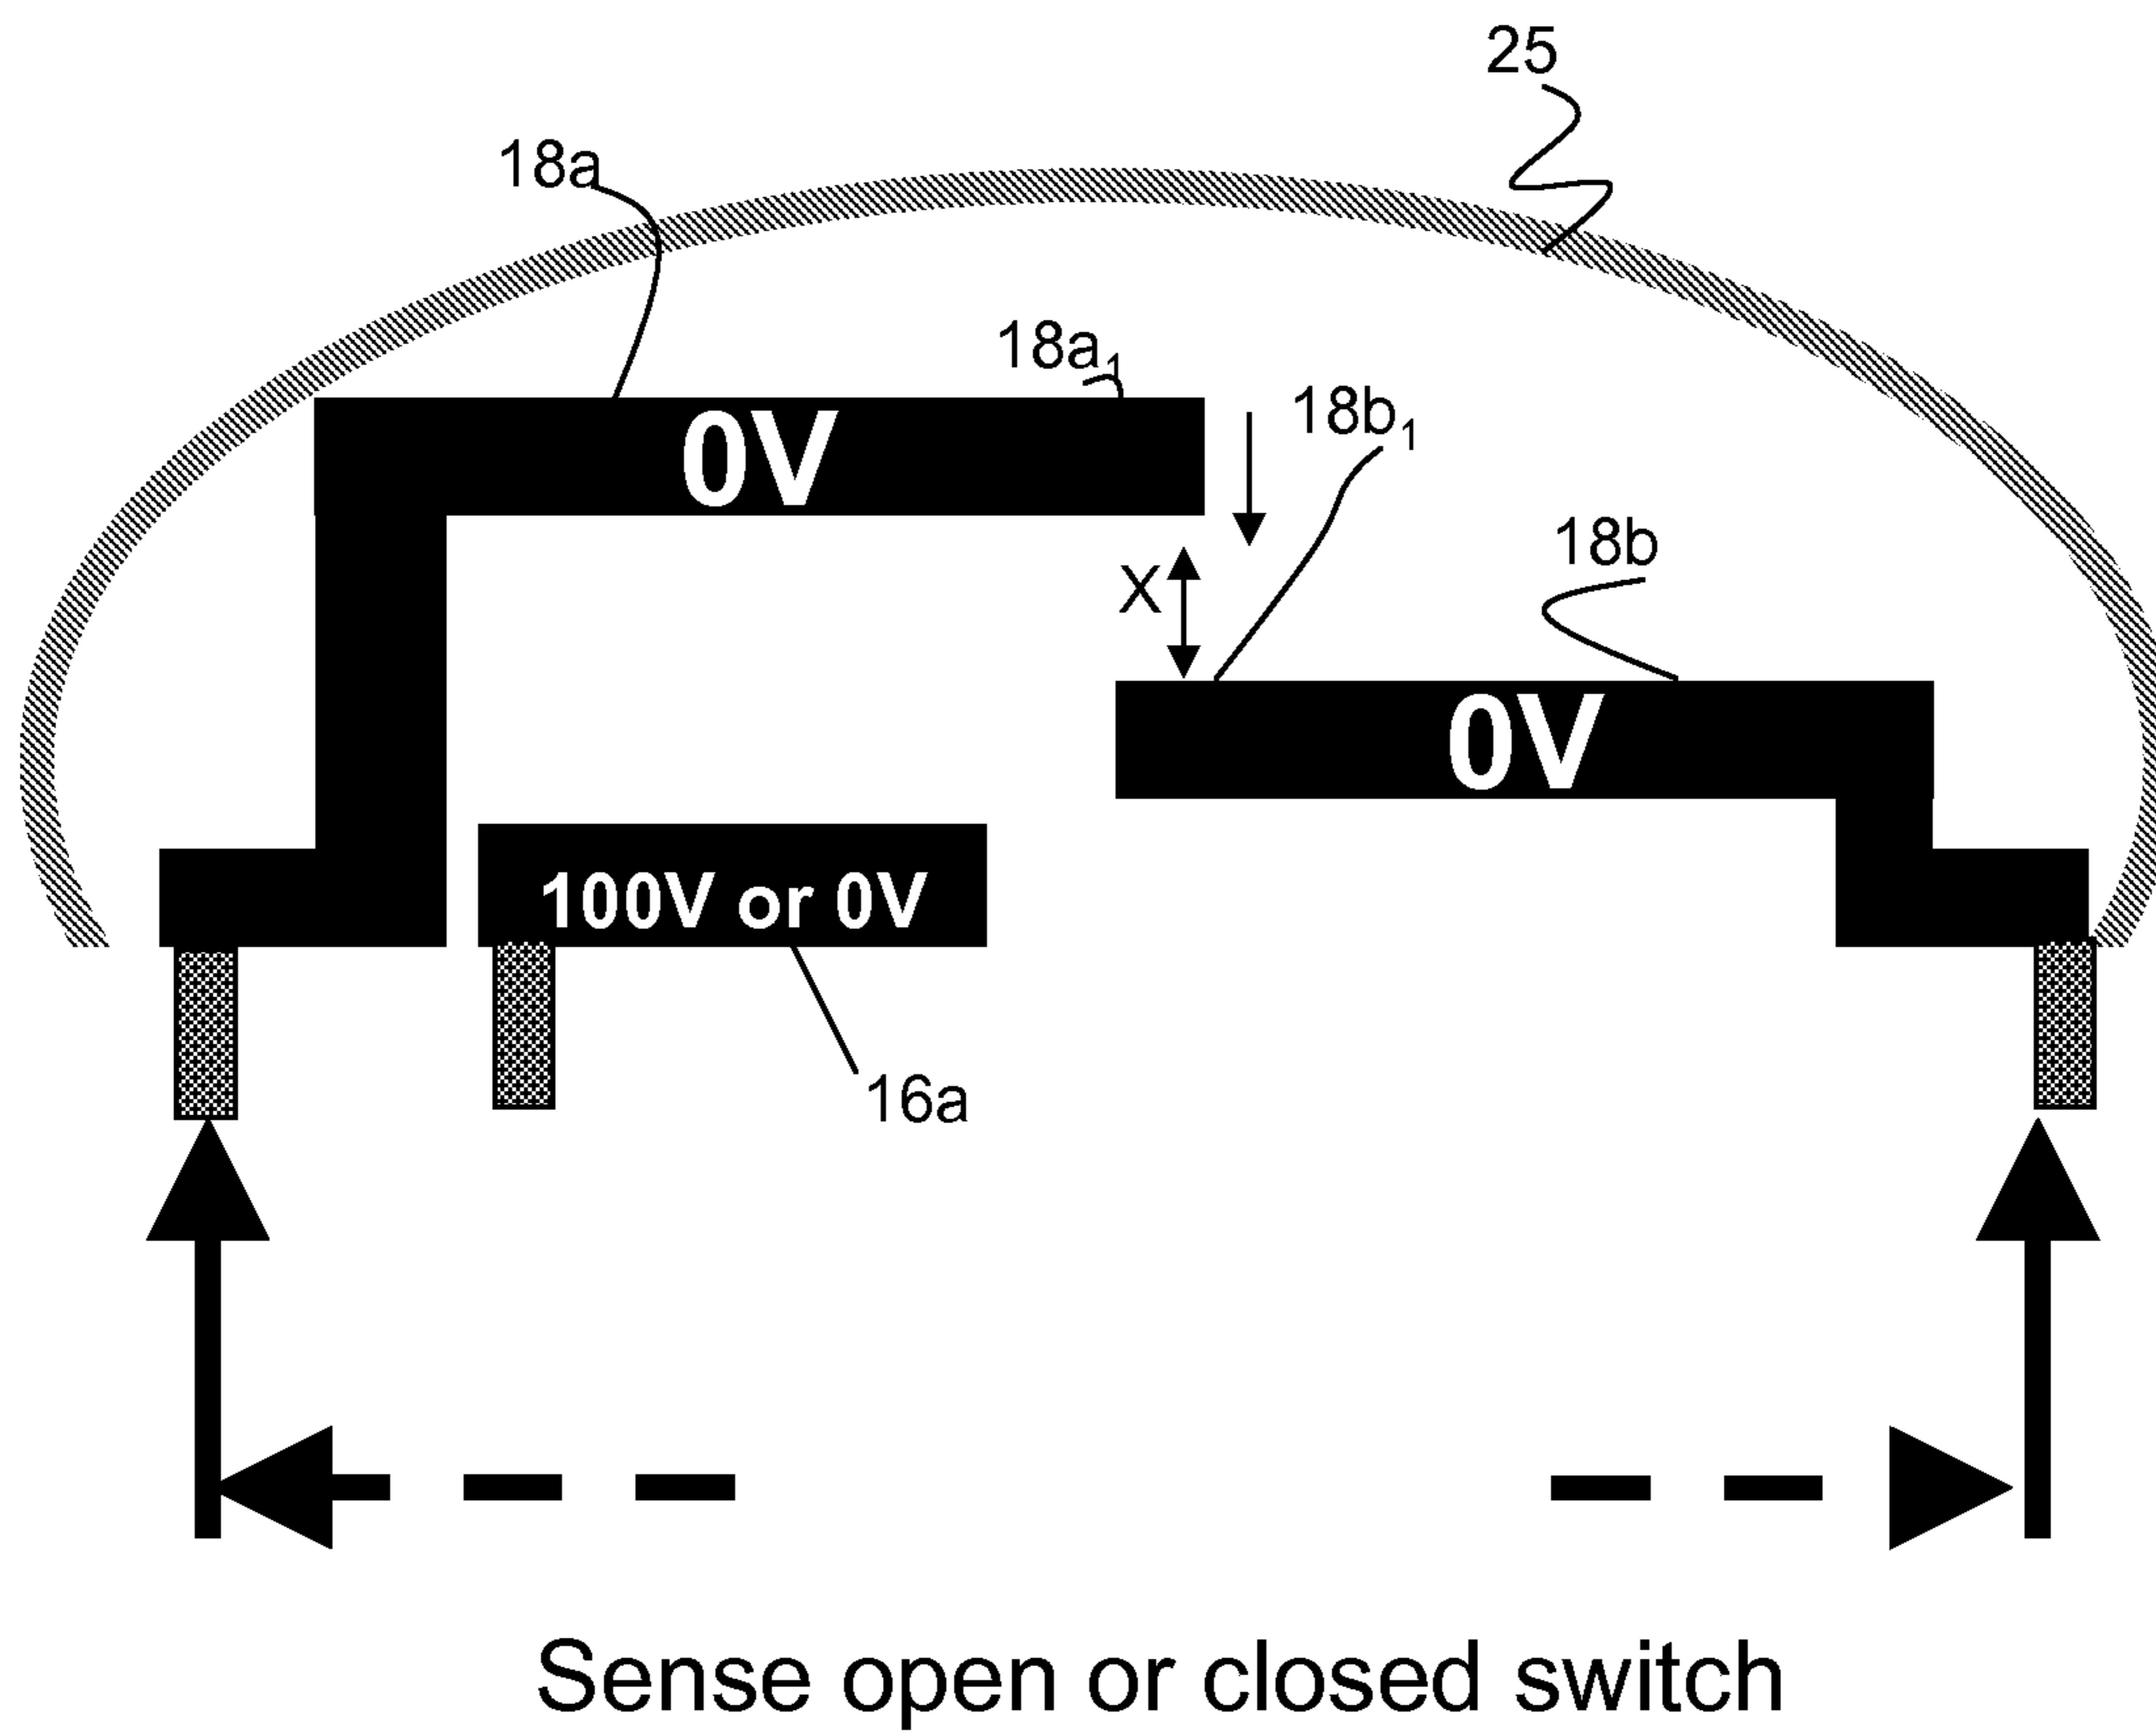 25
18a
18a₁
18b₁
0V
18b
X
0V
100V or 0V
16a
Sense open or closed switch